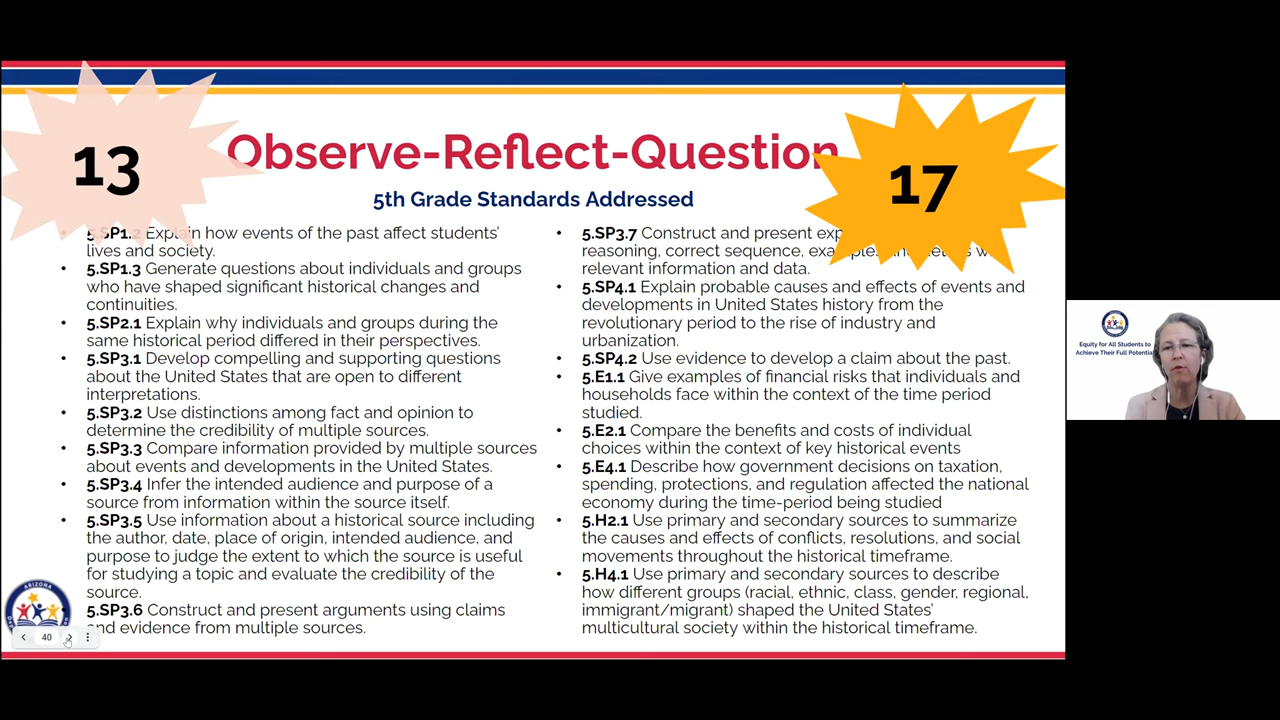 13
17
Observe-Reflect-Question
5th Grade Standards Addressed
5.SP1.2 Explain how events of the past affect students'
lives and society.
5.SP1.3 Generate questions about individuals and groups
who have shaped significant historical changes and
continuities.
5.SP2.1 Explain why individuals and groups during the
same historical period differed in their perspectives.
5.SP3.1 Develop compelling and supporting questions
about the United States that are open to different
interpretations.
5.SP3.2 Use distinctions among fact and opinion to
determine the credibility of multiple sources.
5.SP3.3 Compare information provided by multiple sources
about events and developments in the United States.
5.SP3.4 Infer the intended audience and purpose of a
source from information within the source itself.
5.SP3.5 Use information about a historical source including
the author, date, place of origin, intended audience, and
purpose to judge the extent to which the source is useful
for studying a topic and evaluate the credibility of the
source.
5.SP3.6 Construct and present arguments using claims
and evidence from multiple sources.
5.SP3.7 Construct and present
reasoning, correct sequence,
relevant information and data.
5.SP4.1 Explain probable causes and effects of events and
developments in United States history from the
revolutionary period to the rise of industry and
urbanization.
5.SP4.2 Use evidence to develop a claim about the past.
5.E1.1 Give examples of financial risks that individuals and
households face within the context of the time period
studied.
5.E2.1 Compare the benefits and costs of individual
choices within the context of key historical events
5.E4.1 Describe how government decisions on taxation,
spending, protections, and regulation affected the national
economy during the time-period being studied
5.H2.1 Use primary and secondary sources to summarize
the causes and effects of conflicts, resolutions, and social
movements throughout the historical timeframe.
5.H4.1 Use primary and secondary sources to describe
how different groups (racial, ethnic, class, gender, regional,
immigrant/migrant) shaped the United States'
multicultural society within the historical timeframe.
ARIZONA
40
Equity for All Students to
Achieve Their Full Potential